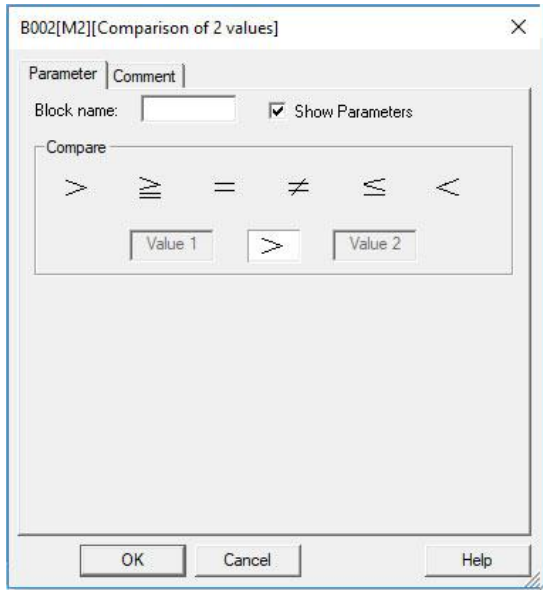 B002[M2][Comparison of 2 values]
Parameter Comment
Block name: Show Parameters
Compare
> ≧ = ≠ ≤ <
Value 1 > Value 2
OK Cancel Help